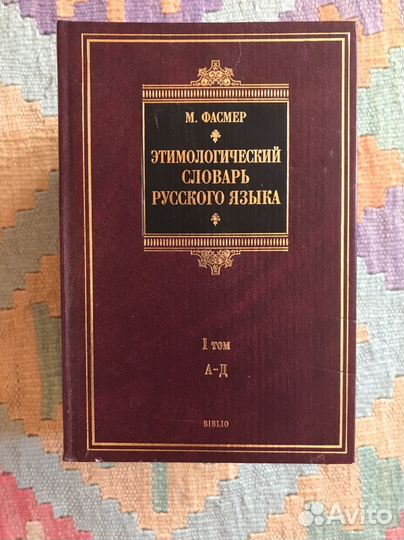 М. ФАСМЕР
ЭТИМОЛОГИЧЕСКИЙ
СЛОВАРЬ
РУССКОГО ЯЗЫКА
I том
А–Д
BIBLIO
Avito